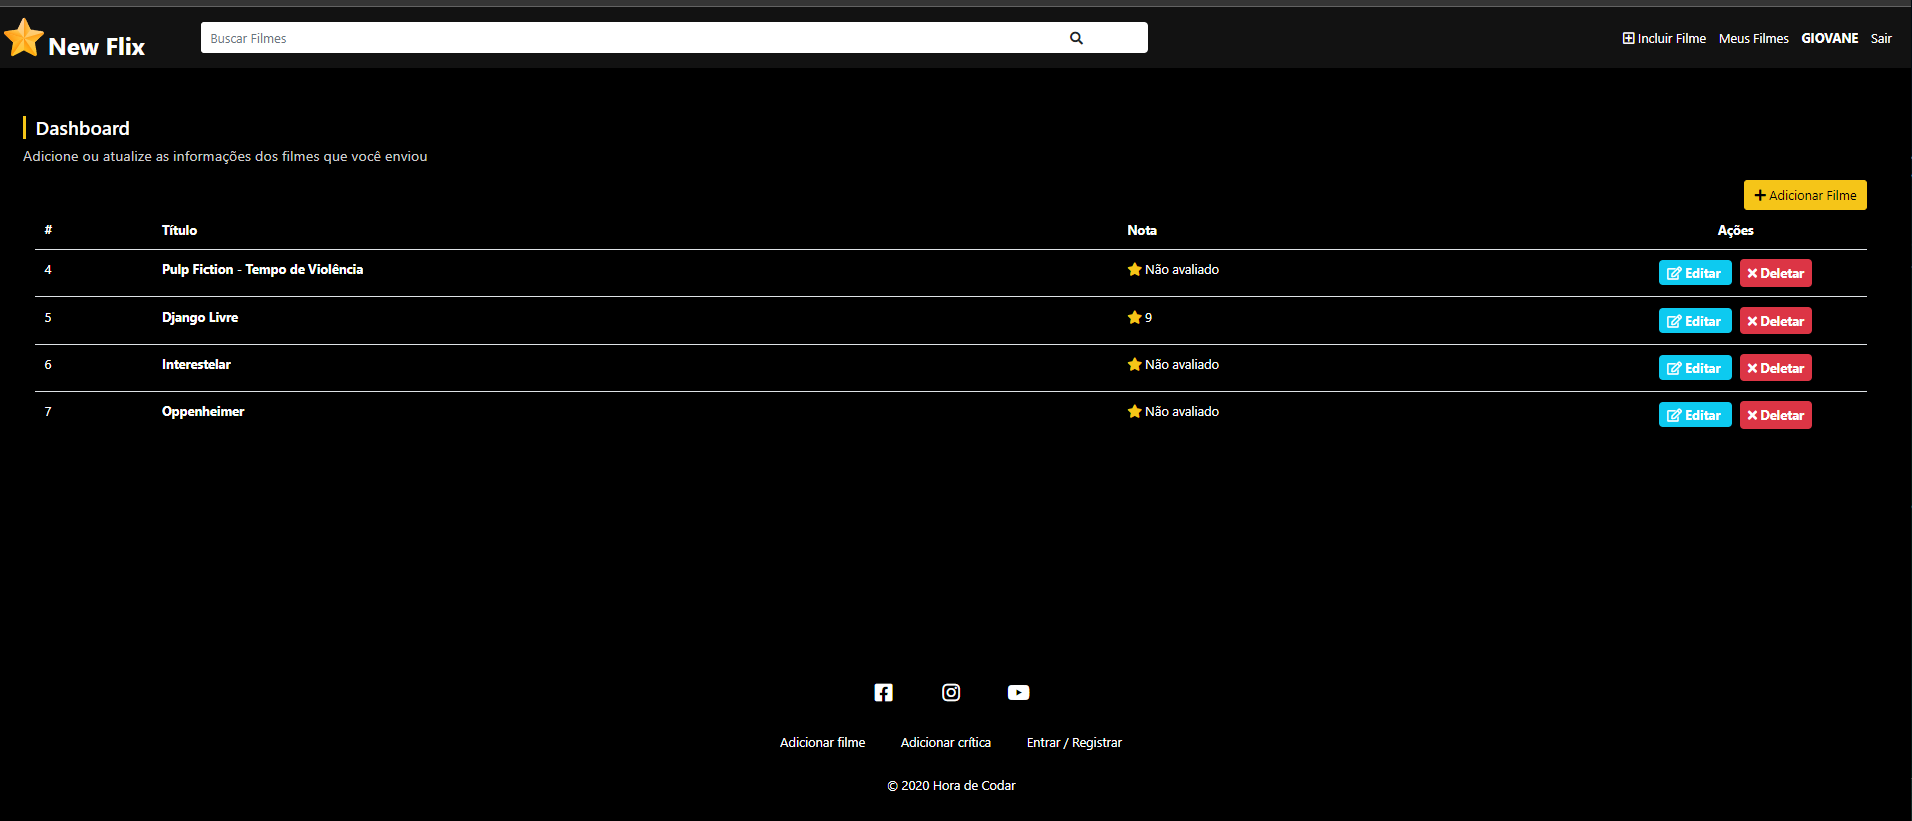 New Flix Buscar Filmes Incluir Filme Meus Filmes GIOVANE Sair
Dashboard
Adicione ou atualize as informações dos filmes que você enviou
Adicionar Filme
# Título Nota Ações
4 Pulp Fiction - Tempo de Violência Não avaliado Editar Deletar
5 Django Livre 9 Editar Deletar
6 Interestelar Não avaliado Editar Deletar
7 Oppenheimer Não avaliado Editar Deletar
Adicionar filme Adicionar crítica Entrar / Registrar
© 2020 Hora de Codar